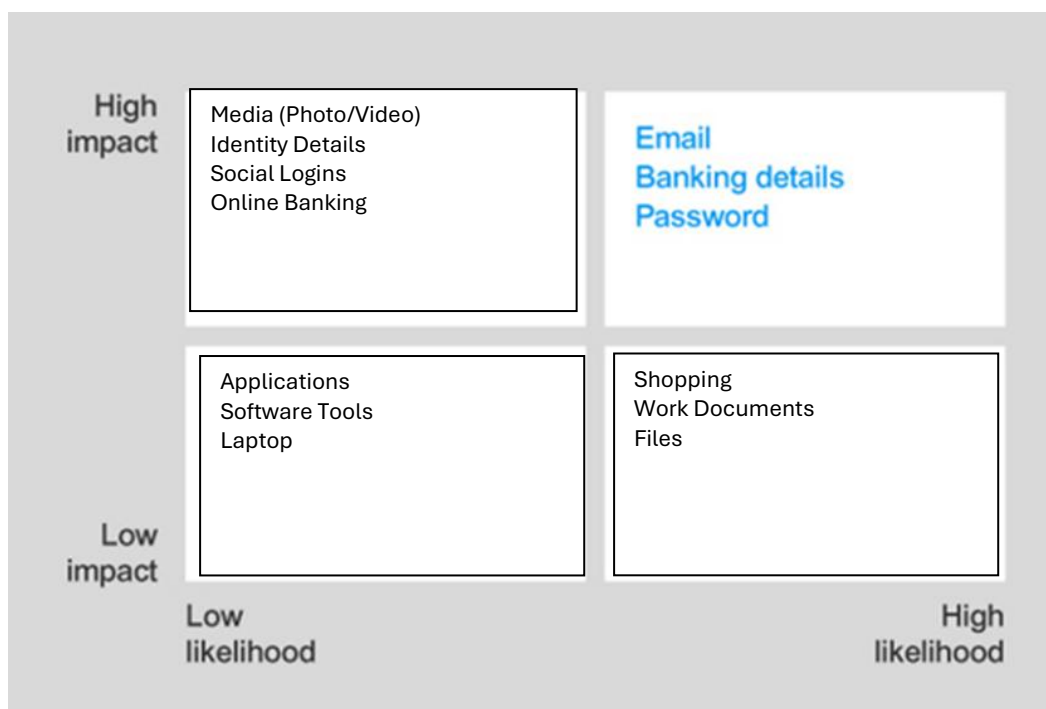 High
impact
Media (Photo/Video)
Identity Details
Social Logins
Online Banking
Email
Banking details
Password
Applications
Software Tools
Laptop
Shopping
Work Documents
Files
Low
impact
Low
likelihood
High
likelihood